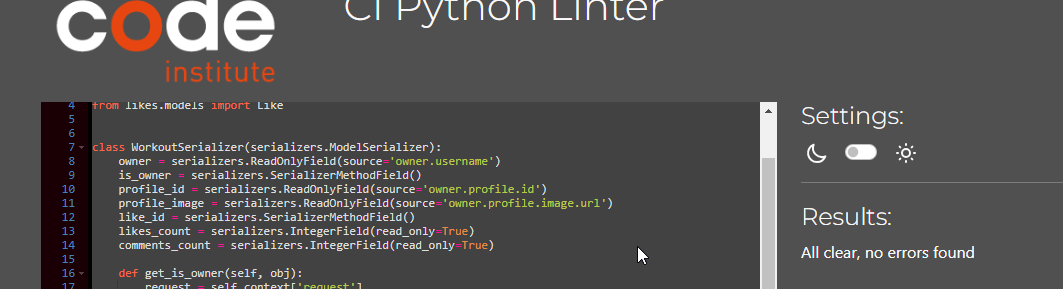 code
institute
CI Python Linter
4 from likes.models import Like
5
6
7 class WorkoutSerializer(serializers.ModelSerializer):
8 owner = serializers.ReadOnlyField(source='owner.username')
9 is_owner = serializers.SerializerMethodField()
10 profile_id = serializers.ReadOnlyField(source='owner.profile.id')
11 profile_image = serializers.ReadOnlyField(source='owner.profile.image.url')
12 like_id = serializers.SerializerMethodField()
13 likes_count = serializers.IntegerField(read_only=True)
14 comments_count = serializers.IntegerField(read_only=True)
15
16 def get_is_owner(self, obj):
17 request = self.context['request']
Settings:
Results:
All clear, no errors found